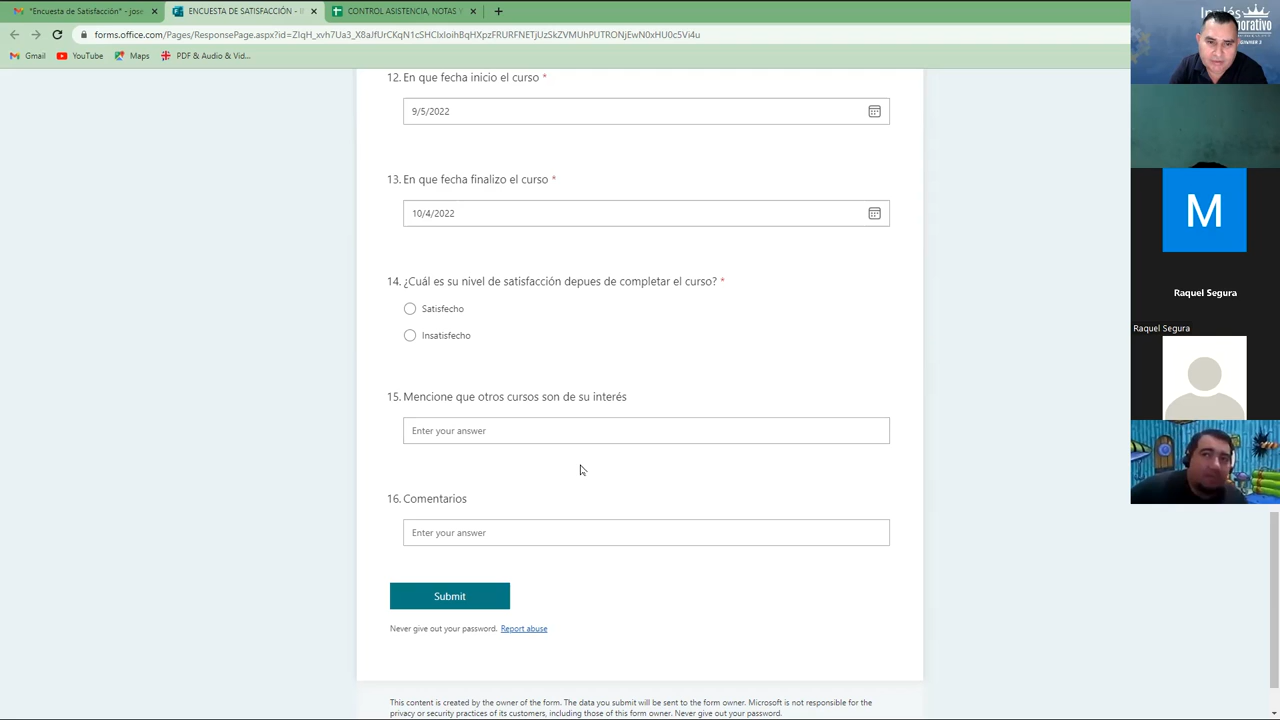 "Encuesta de Satisfacción" - jose
ENCUESTA DE SATISFACCIÓN - R
CONTROL ASISTENCIA, NOTAS Y
forms.office.com/Pages/ResponsePage.aspx?id=
Gmail
YouTube
Maps
PDF & Audio & Vid...
12. En que fecha inicio el curso *
9/5/2022
13. En que fecha finalizo el curso *
10/4/2022
14. ¿Cuál es su nivel de satisfacción depues de completar el curso? *
Satisfecho
Insatisfecho
15. Mencione que otros cursos son de su interés
Enter your answer
16. Comentarios
Enter your answer
Submit
Never give out your password. Report abuse
This content is created by the owner of the form. The data you submit will be sent to the form owner. Microsoft is not responsible for the
privacy or security practices of its customers, including those of this form owner. Never give out your password.
M
Raquel Segura
Raquel Segura